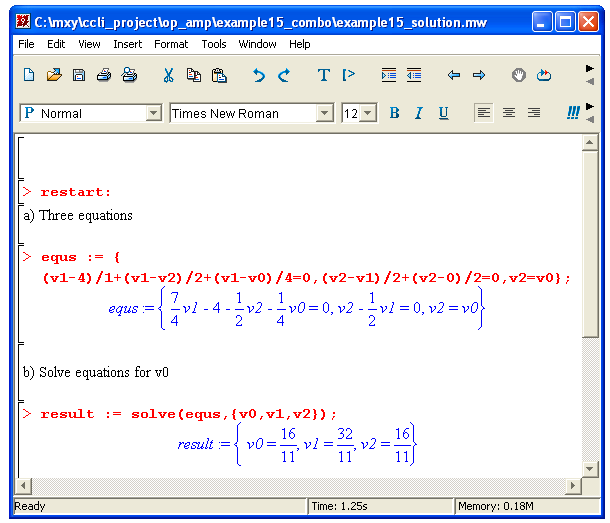 C:\mxy\ccli_project\op_amp\example15_combo\example15_solution.mw
File Edit View Insert Format Tools Window Help
T [>
P Normal Times New Roman 12 B I U !!!
> restart:
a) Three equations
> equs := {
(v1-4)/1+(v1-v2)/2+(v1-v0)/4=0,(v2-v1)/2+(v2-0)/2=0,v2=v0};
equs := { 7/4 v1 - 4 - 1/2 v2 - 1/4 v0 = 0, v2 - 1/2 v1 = 0, v2 = v0 }
b) Solve equations for v0
> result := solve(equs,{v0,v1,v2});
result := { v0 = 16/11, v1 = 32/11, v2 = 16/11 }
Ready Time: 1.25s Memory: 0.18M